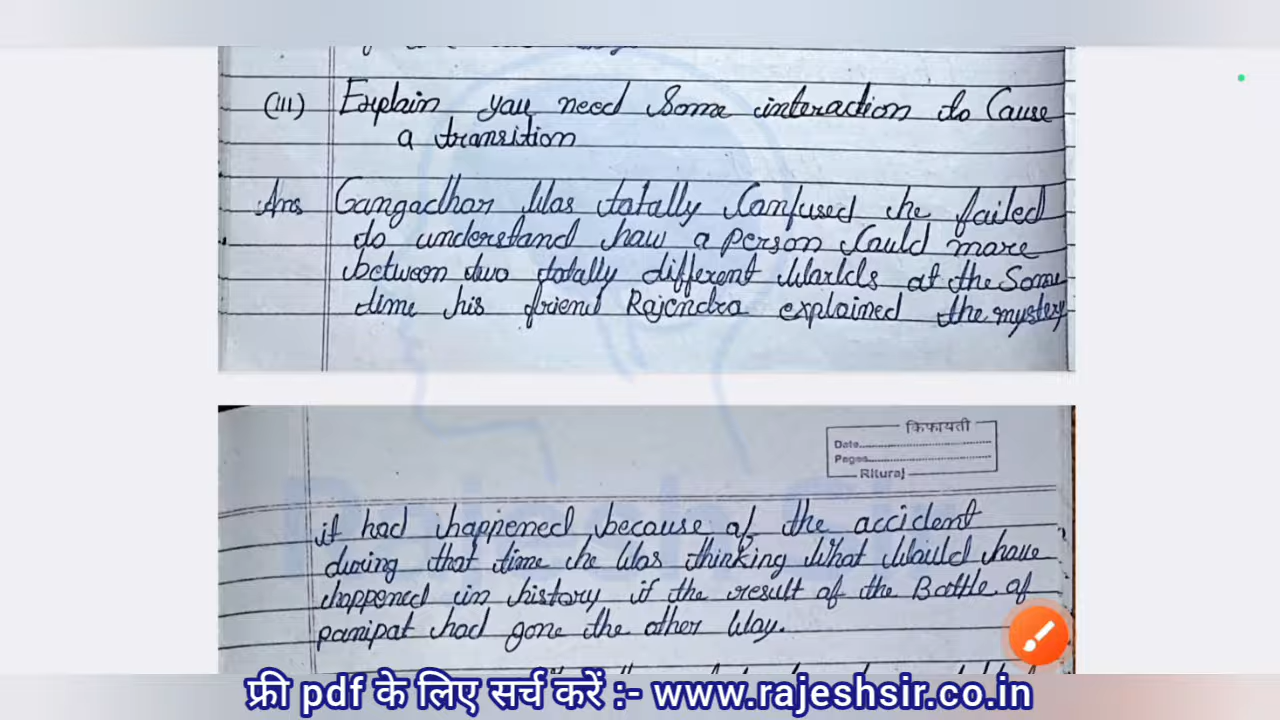 (III) Explain you need Some interaction to Cause
a transition
Ans Gangadhar Was totally Confused he failed
to understand how a person Could move
between two totally different Worlds at the Same
time his friend Rajendra explained the mystery
किफायती
Date
Pages
Rituraj
it had happened because of the accident
during that time he Was thinking What Would have
happened in history if the result of the Battle of
panipat had gone the other Way.
फ्री pdf के लिए सर्च करें :- www.rajeshsir.co.in